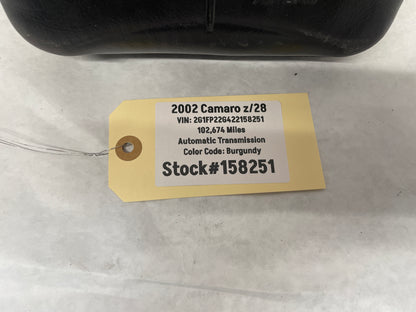 2002 Camaro z/28
VIN: 2G1FP22G422158251
102,674 Miles
Automatic Transmission
Color Code: Burgundy
Stock#158251